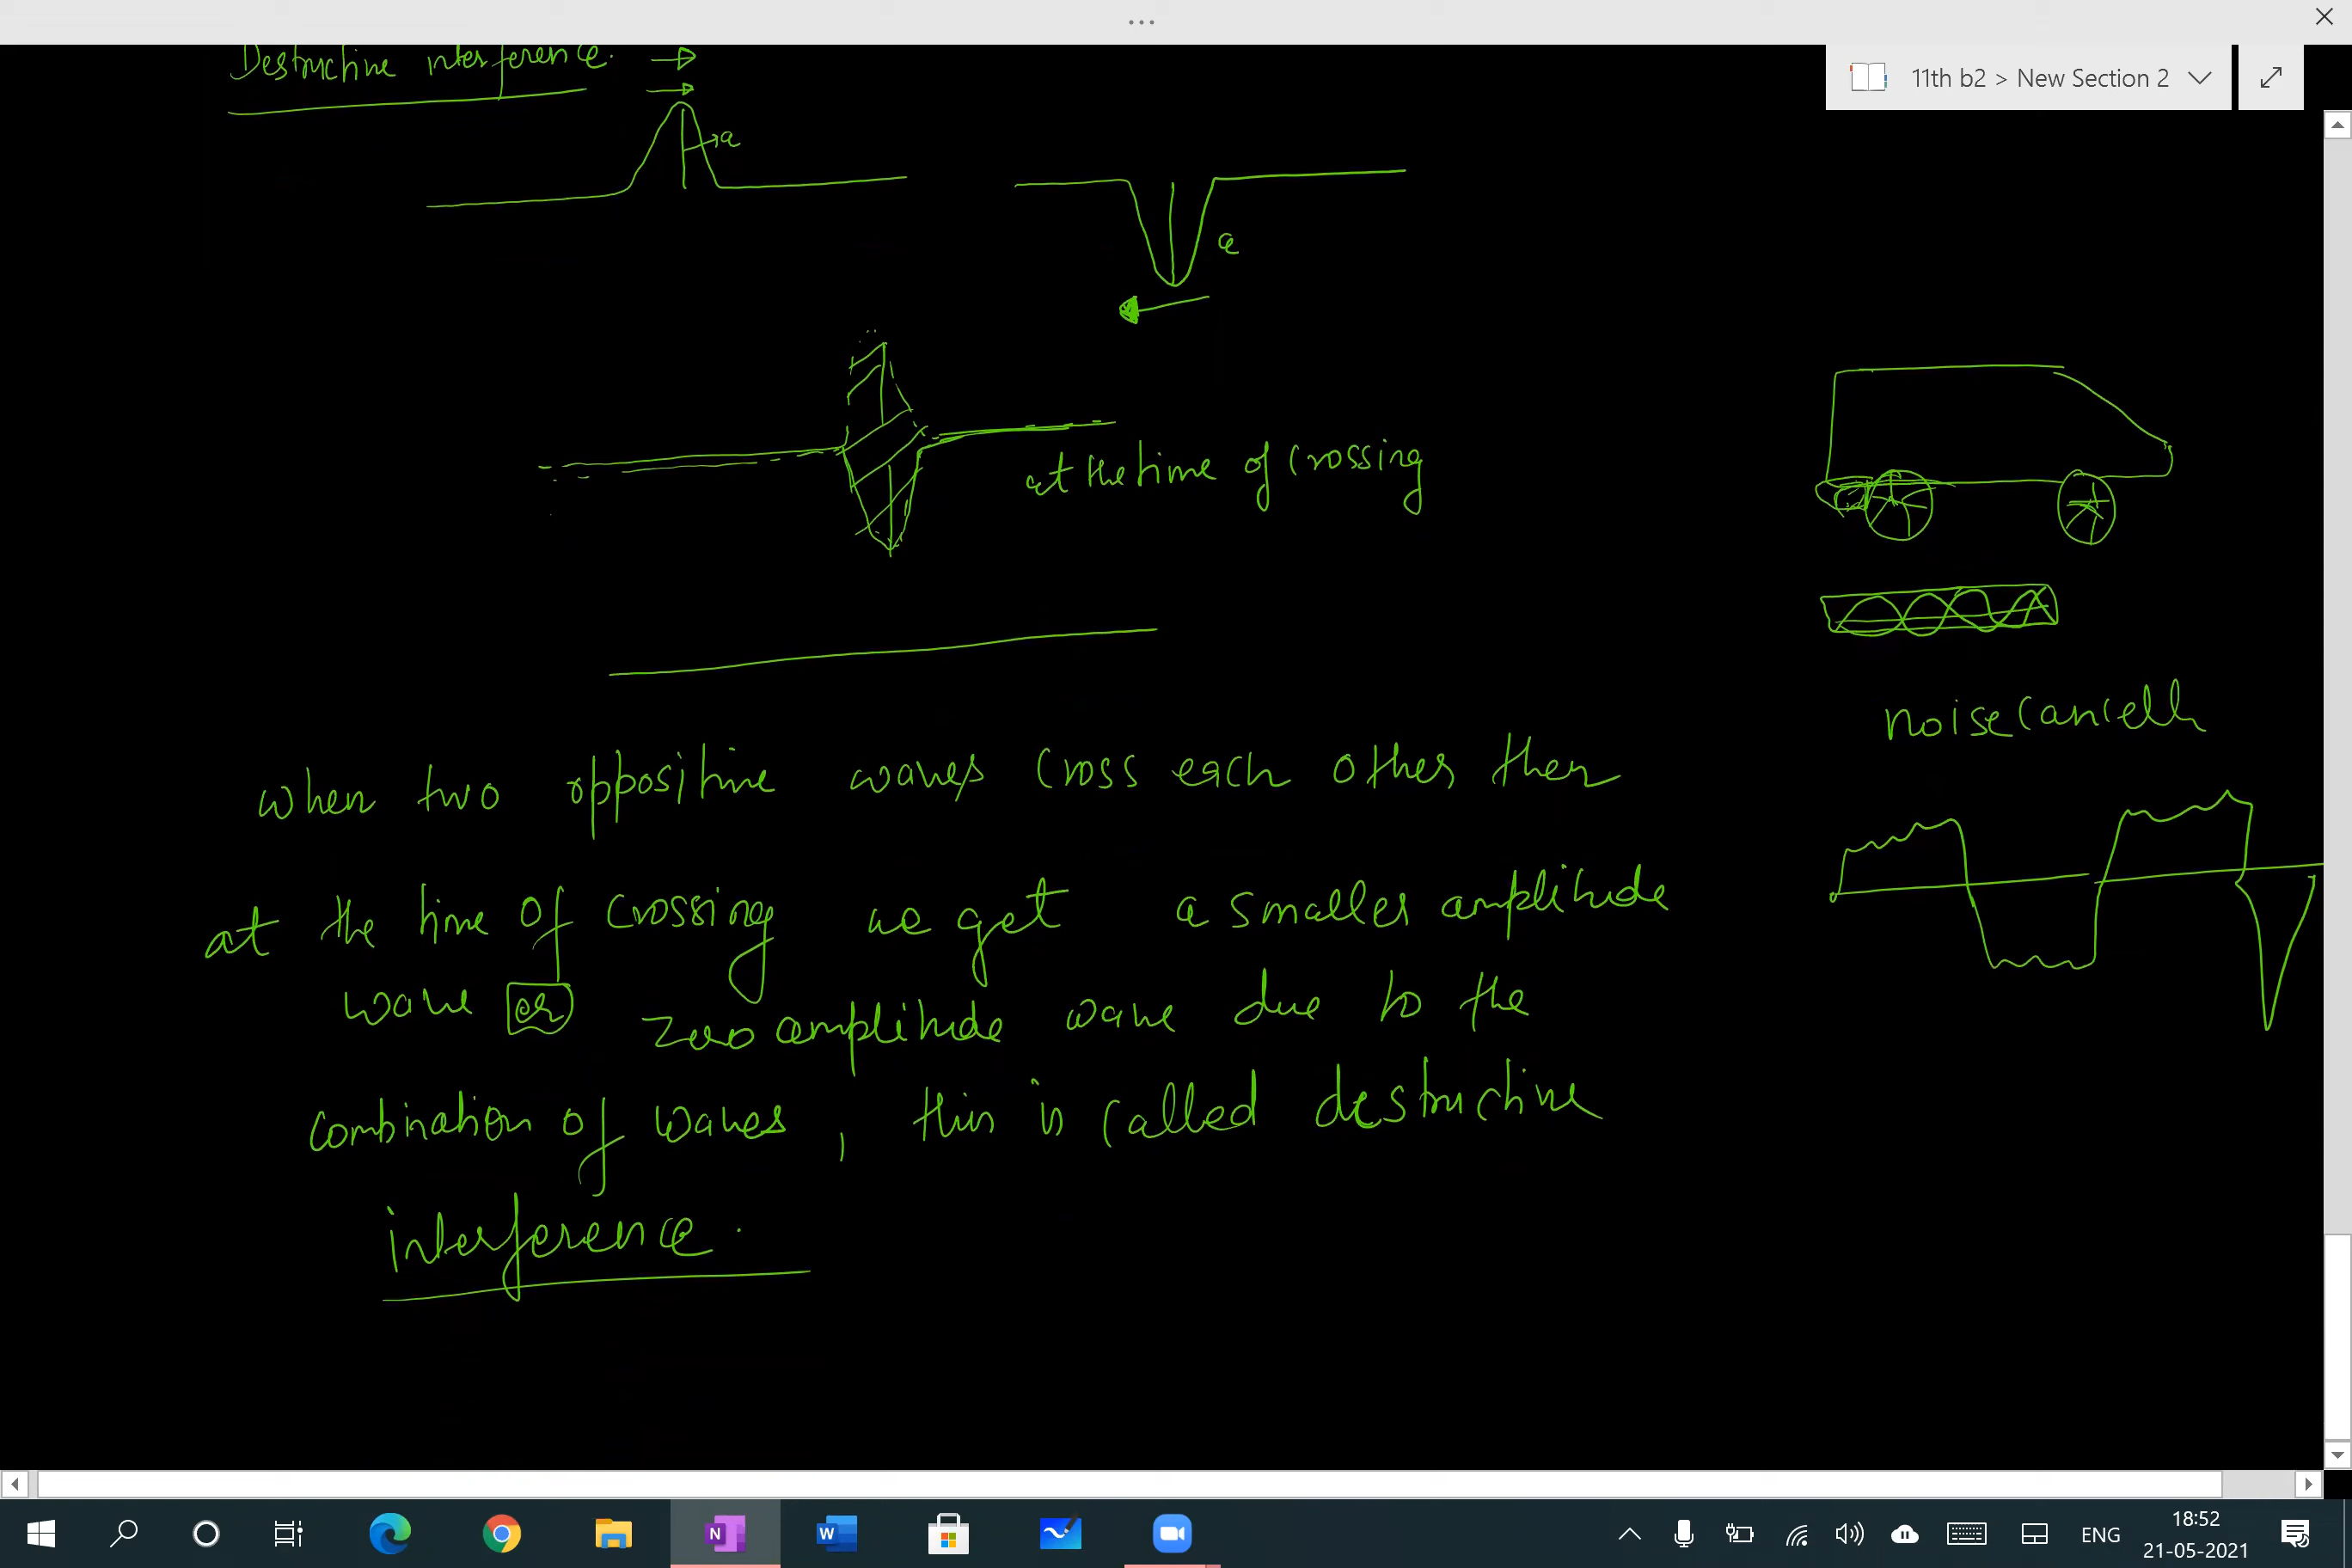 ...
11th b2 > New Section 2
Destructive interference.
a
a
at the time of crossing
noise cancell
when two oppositive waves cross each other then
at the time of crossing we get a smaller amplitude
wave or zero amplitude wave due to the
combination of waves, this is called destructive
interference.
N
W
ENG
18:52
21-05-2021